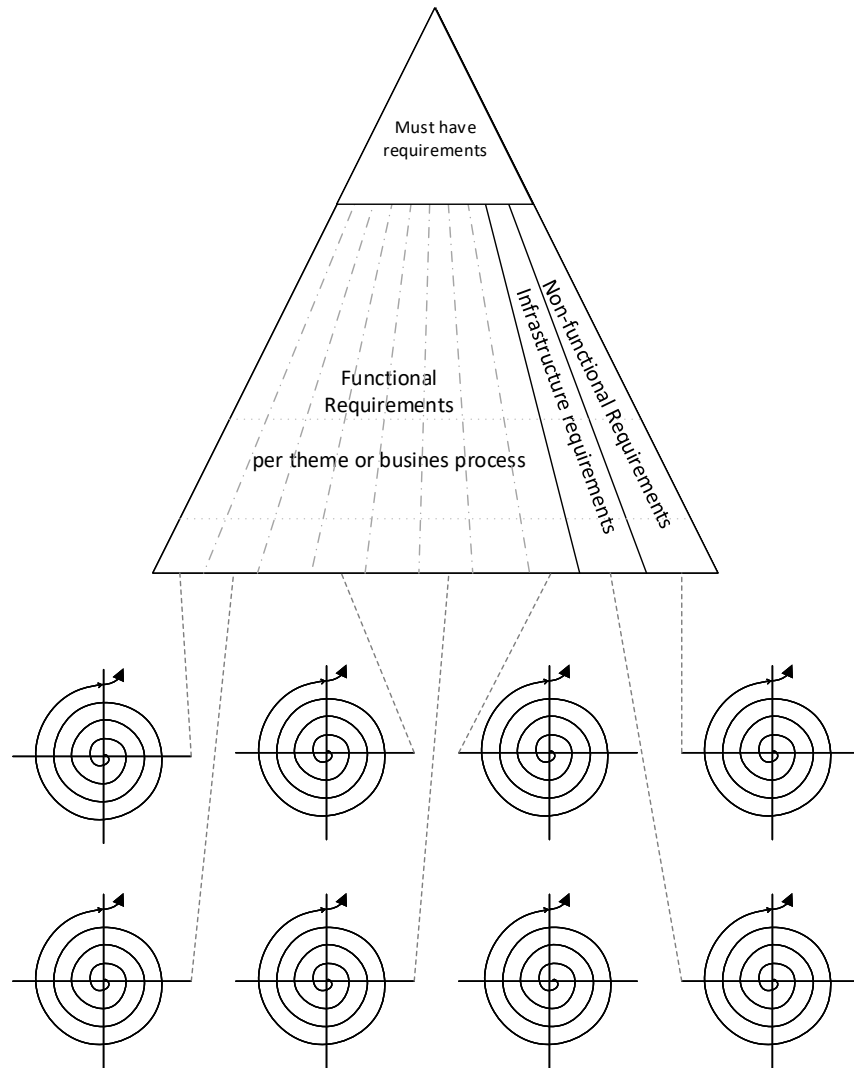 Must have
requirements
Functional
Requirements
per theme or busines process
Infrastructure requirements
Non-functional Requirements